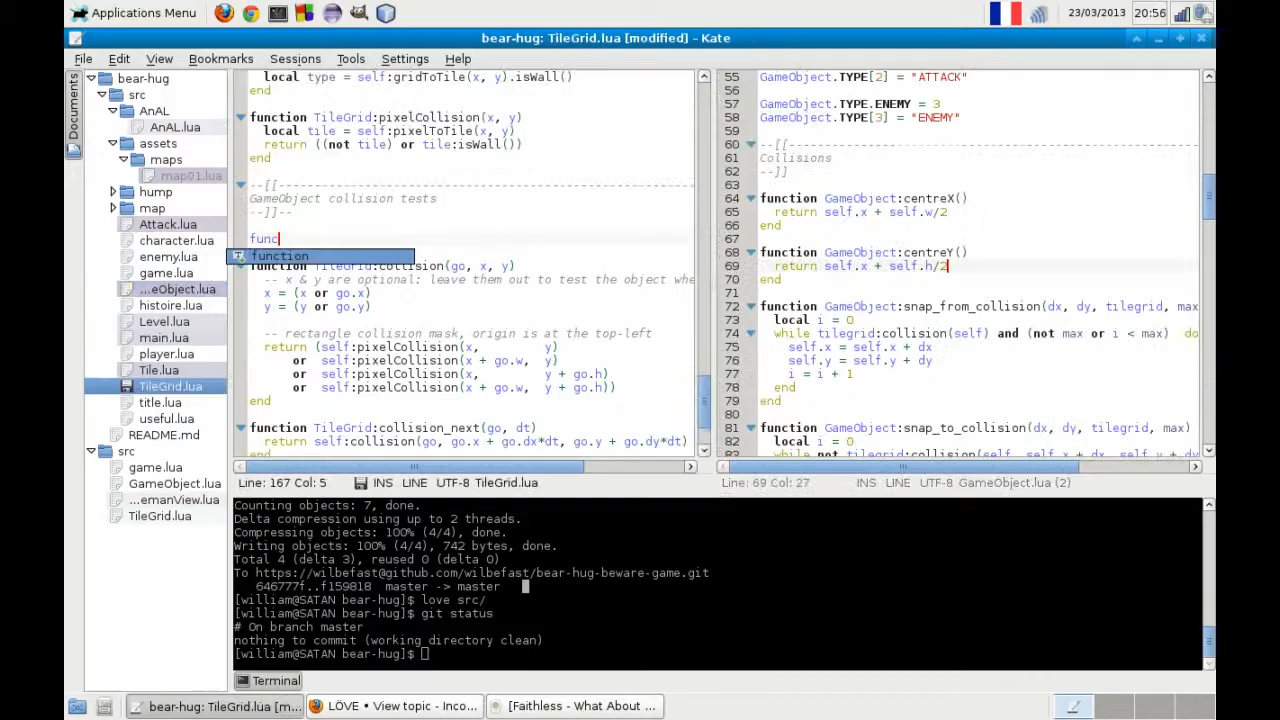 Applications Menu
23/03/2013 20:56
bear-hug: TileGrid.lua [modified] - Kate
File Edit View Bookmarks Sessions Tools Settings Help
Documents
bear-hug
src
AnAL
AnAL.lua
assets
maps
map01.lua
hump
map
Attack.lua
character.lua
enemy.lua
game.lua
...eObject.lua
histoire.lua
Level.lua
main.lua
player.lua
Tile.lua
TileGrid.lua
title.lua
useful.lua
README.md
src
game.lua
GameObject.lua
...emanView.lua
TileGrid.lua
local type = self:gridToTile(x, y).isWall()
end
function TileGrid:pixelCollision(x, y)
local tile = self:pixelToTile(x, y)
return ((not tile) or tile:isWall())
end
--[[------------------------------------------------------------
GameObject collision tests
--]]--
func
function
function TileGrid:collision(go, x, y)
-- x & y are optional: leave them out to test the object whe
x = (x or go.x)
y = (y or go.y)
-- rectangle collision mask, origin is at the top-left
return (self:pixelCollision(x, y)
or self:pixelCollision(x + go.w, y)
or self:pixelCollision(x, y + go.h)
or self:pixelCollision(x + go.w, y + go.h))
end
function TileGrid:collision_next(go, dt)
return self:collision(go, go.x + go.dx*dt, go.y + go.dy*dt)
end
Line: 167 Col: 5 INS LINE UTF-8 TileGrid.lua
55 GameObject.TYPE[2] = "ATTACK"
56
57 GameObject.TYPE.ENEMY = 3
58 GameObject.TYPE[3] = "ENEMY"
59
60 --[[------------------------------------------------------------
61 Collisions
62 --]]
63
64 function GameObject:centreX()
65 return self.x + self.w/2
66 end
67
68 function GameObject:centreY()
69 return self.x + self.h/2
70 end
71
72 function GameObject:snap_from_collision(dx, dy, tilegrid, max
73 local i = 0
74 while tilegrid:collision(self) and (not max or i < max) do
75 self.x = self.x + dx
76 self.y = self.y + dy
77 i = i + 1
78 end
79 end
80
81 function GameObject:snap_to_collision(dx, dy, tilegrid, max)
82 local i = 0
83 while not tilegrid:collision(self, self.x + dx, self.y + dy)
Line: 69 Col: 27 INS LINE UTF-8 GameObject.lua (2)
Counting objects: 7, done.
Delta compression using up to 2 threads.
Compressing objects: 100% (4/4), done.
Writing objects: 100% (4/4), 742 bytes, done.
Total 4 (delta 3), reused 0 (delta 0)
To https://wilbefast@github.com/wilbefast/bear-hug-beware-game.git
646777f..f159818 master -> master
[william@SATAN bear-hug]$ love src/
[william@SATAN bear-hug]$ git status
# On branch master
nothing to commit (working directory clean)
[william@SATAN bear-hug]$
Terminal
bear-hug: TileGrid.lua [m... LÖVE • View topic - Inco... [Faithless - What About ...